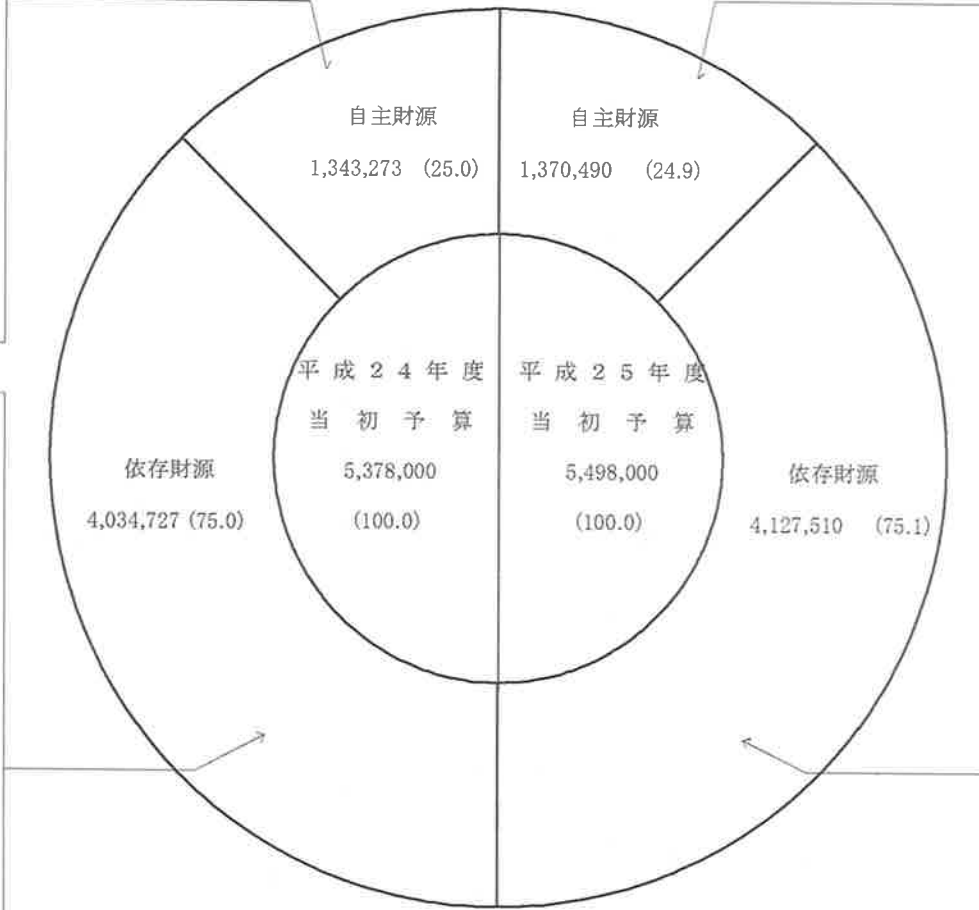 自主財源
1,343,273 (25.0)
自主財源
1,370,490 (24.9)
平成24年度
当初予算
5,378,000
(100.0)
平成25年度
当初予算
5,498,000
(100.0)
依存財源
4,034,727 (75.0)
依存財源
4,127,510 (75.1)